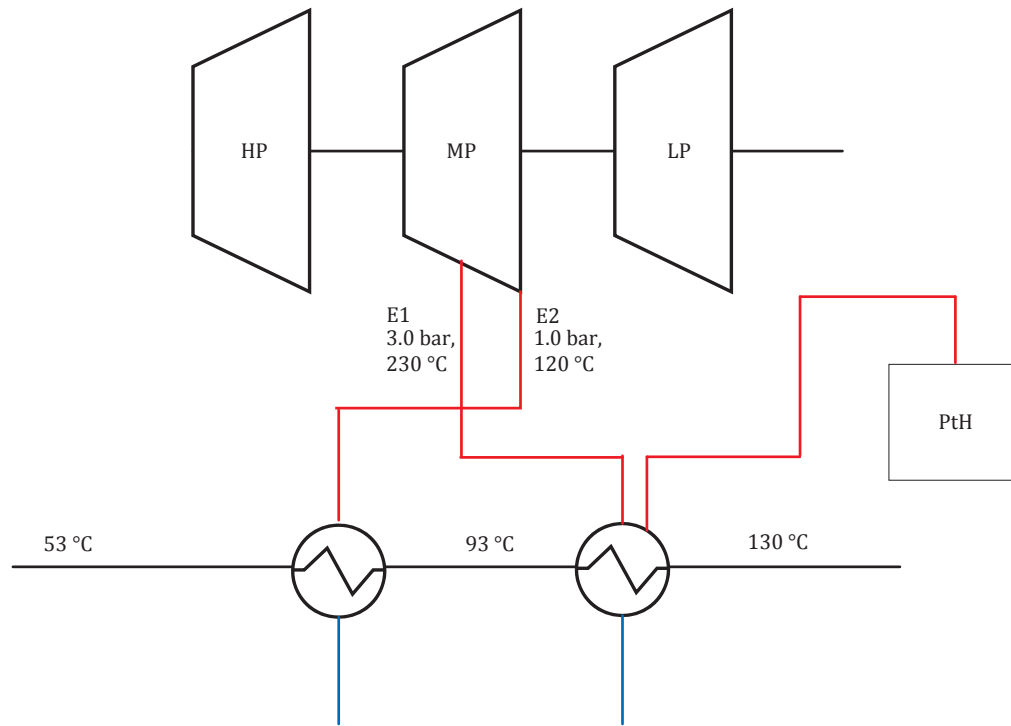 HP
MP
LP
E1
3.0 bar,
230 °C
E2
1.0 bar,
120 °C
PtH
53 °C
93 °C
130 °C